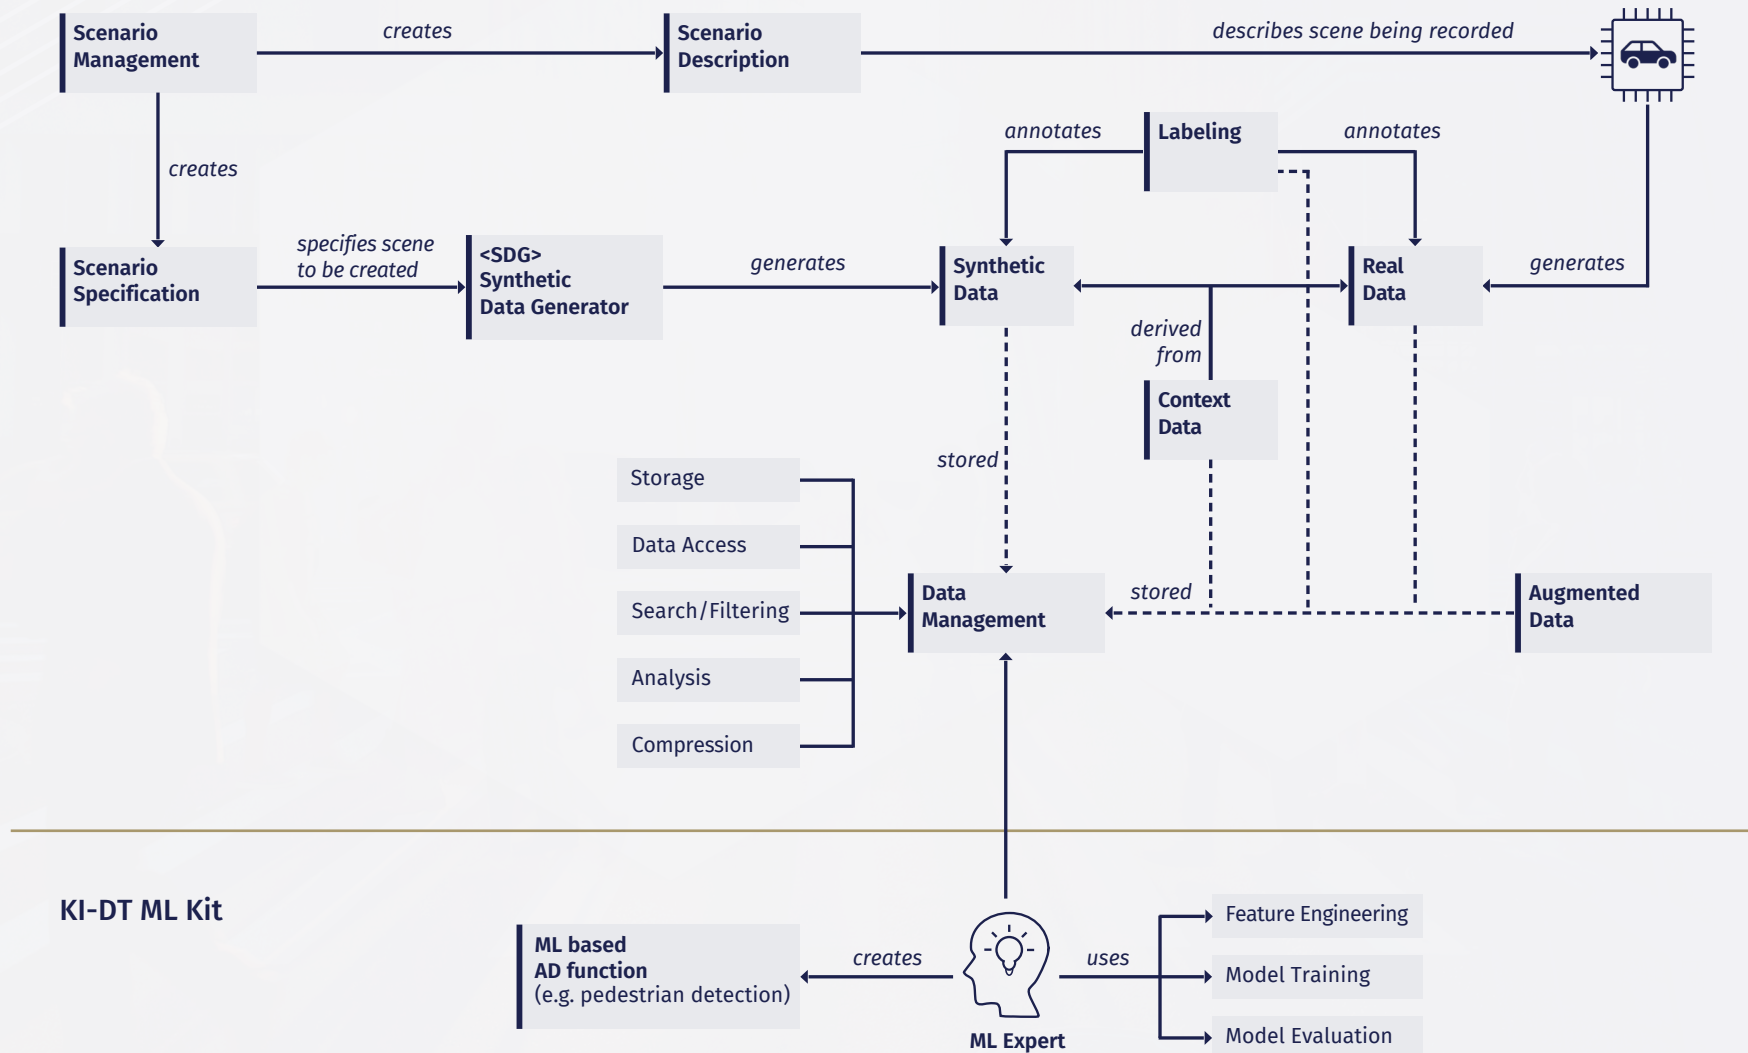 Scenario
Management
creates
Scenario
Description
describes scene being recorded
annotates
Labeling
annotates
creates
Scenario
Specification
specifies scene
to be created
<SDG>
Synthetic
Data Generator
generates
Synthetic
Data
Real
Data
generates
derived
from
Context
Data
stored
Storage
Data Access
Search/Filtering
Analysis
Compression
Data
Management
stored
Augmented
Data
KI-DT ML Kit
ML based
AD function
(e.g. pedestrian detection)
creates
ML Expert
uses
Feature Engineering
Model Training
Model Evaluation